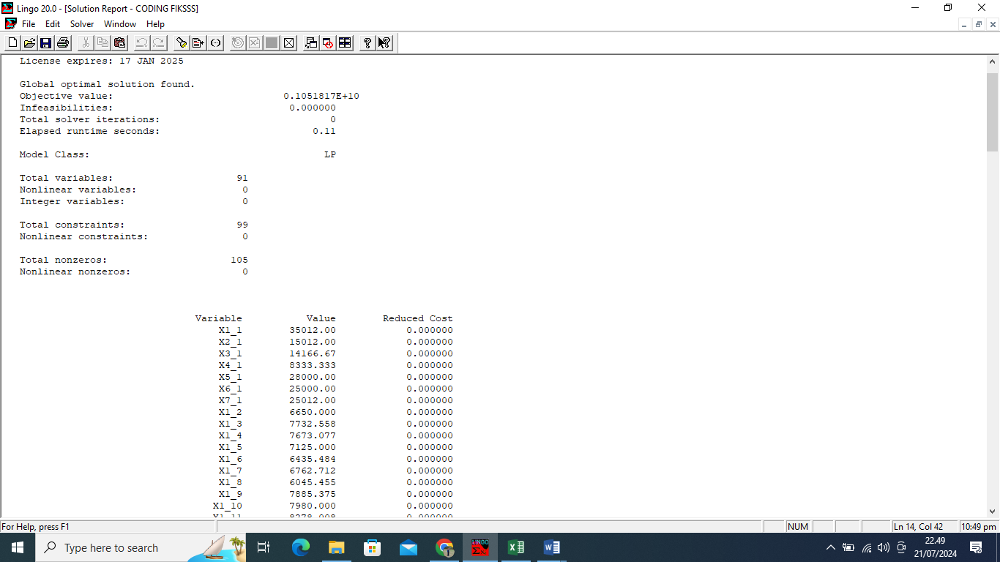 Lingo 20.0 - [Solution Report - CODING FIKSSS]
File Edit Solver Window Help
License expires: 17 JAN 2025
Global optimal solution found.
Objective value: 0.1051817E+10
Infeasibilities: 0.000000
Total solver iterations: 0
Elapsed runtime seconds: 0.11
Model Class: LP
Total variables: 91
Nonlinear variables: 0
Integer variables: 0
Total constraints: 99
Nonlinear constraints: 0
Total nonzeros: 105
Nonlinear nonzeros: 0
Variable Value Reduced Cost
X1_1 35012.00 0.000000
X2_1 15012.00 0.000000
X3_1 14166.67 0.000000
X4_1 8333.333 0.000000
X5_1 28000.00 0.000000
X6_1 25000.00 0.000000
X7_1 25012.00 0.000000
X1_2 6650.000 0.000000
X1_3 7732.558 0.000000
X1_4 7673.077 0.000000
X1_5 7125.000 0.000000
X1_6 6435.484 0.000000
X1_7 6762.712 0.000000
X1_8 6045.455 0.000000
X1_9 7885.375 0.000000
X1_10 7980.000 0.000000
X1_11 8278.008 0.000000
For Help, press F1 NUM Ln 14, Col 42 10:49 pm
Type here to search LINGO 22.49
21/07/2024